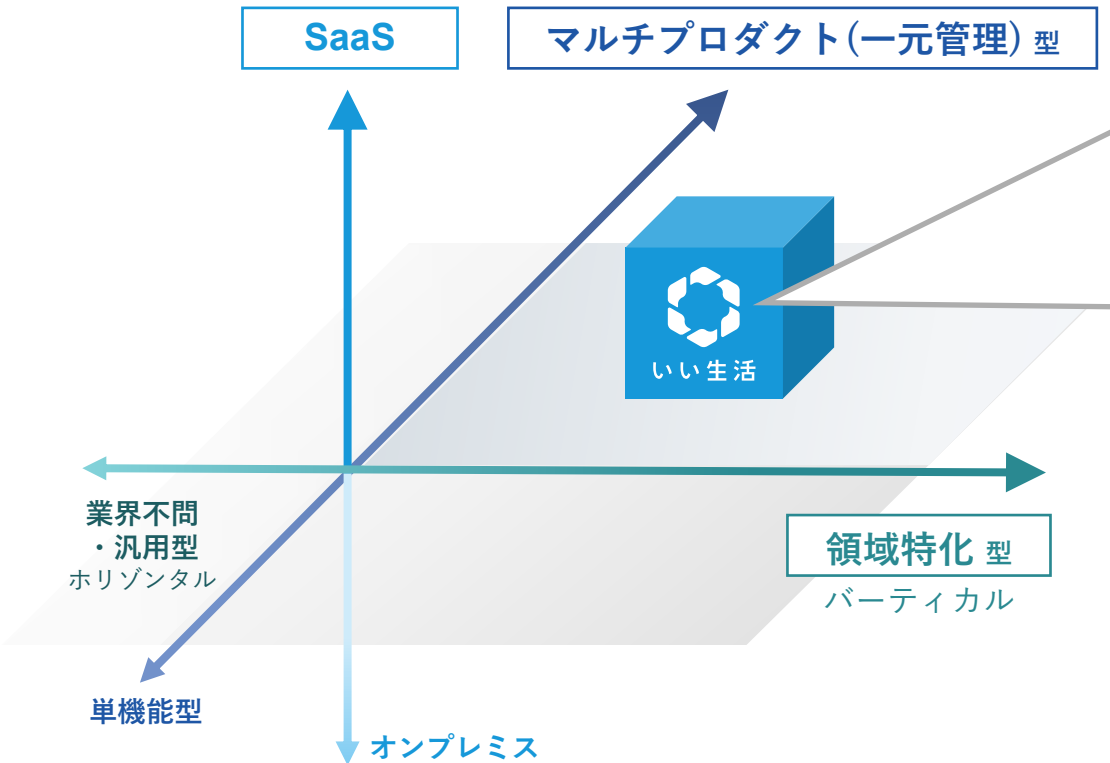 SaaS
マルチプロダクト(一元管理) 型
いい生活
業界不問
・汎用型
ホリゾンタル
領域特化 型
バーティカル
単機能型
オンプレミス